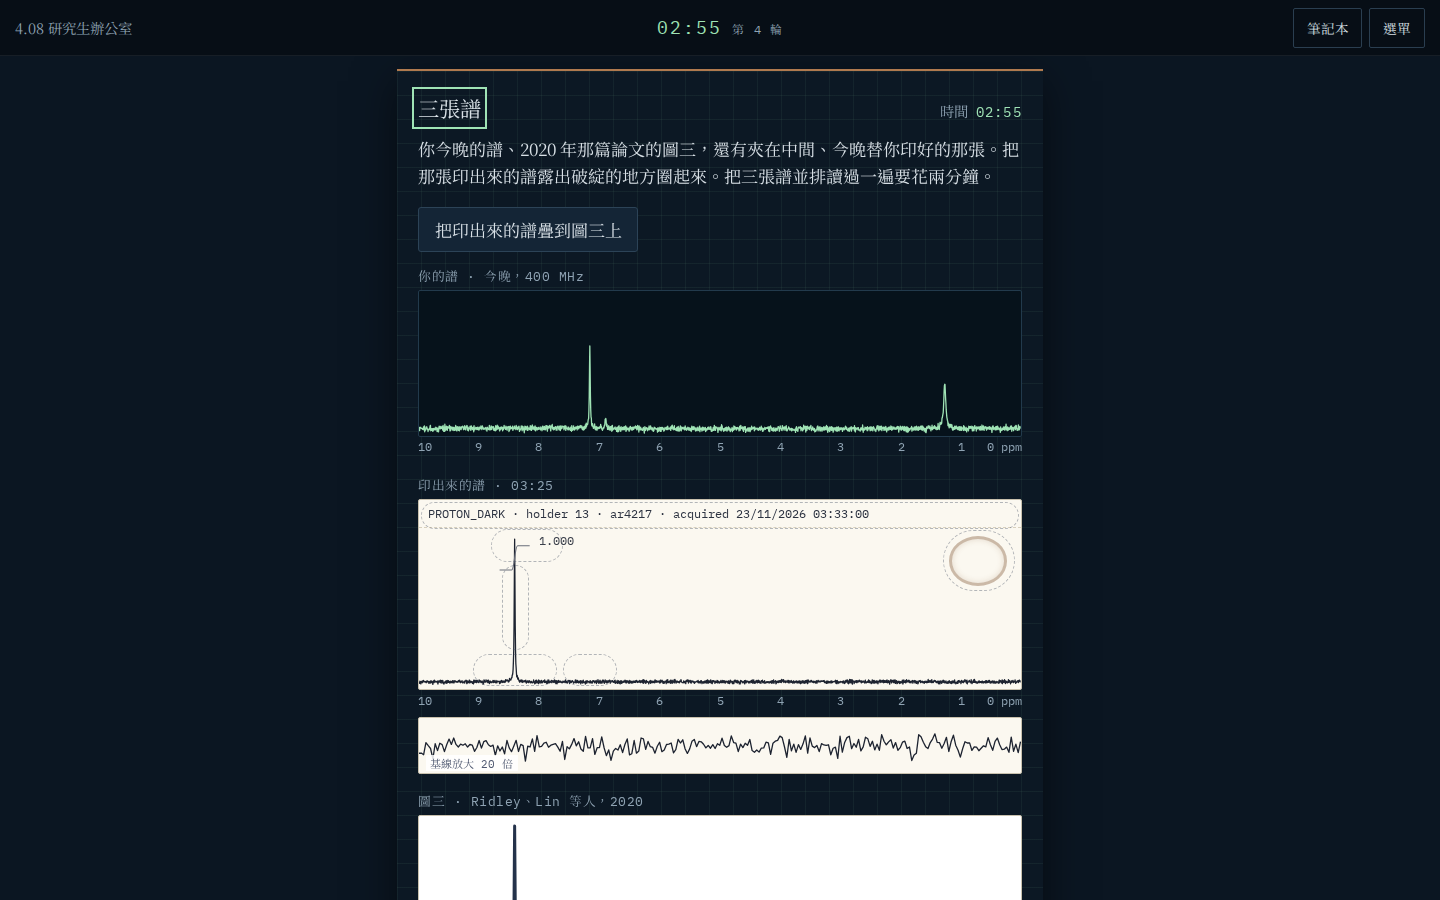 4.08 研究生辦公室
02:55 第 4 輪
筆記本
選單
三張譜
時間 02:55
你今晚的譜、2020 年那篇論文的圖三，還有夾在中間、今晚替你印好的那張。把
那張印出來的譜露出破綻的地方圈起來。把三張譜並排讀過一遍要花兩分鐘。
把印出來的譜疊到圖三上
你的譜 · 今晚，400 MHz
10 9 8 7 6 5 4 3 2 1 0 ppm
印出來的譜 · 03:25
PROTON_DARK · holder 13 · ar4217 · acquired 23/11/2026 03:33:00
1.000
10 9 8 7 6 5 4 3 2 1 0 ppm
基線放大 20 倍
圖三 · Ridley、Lin 等人，2020